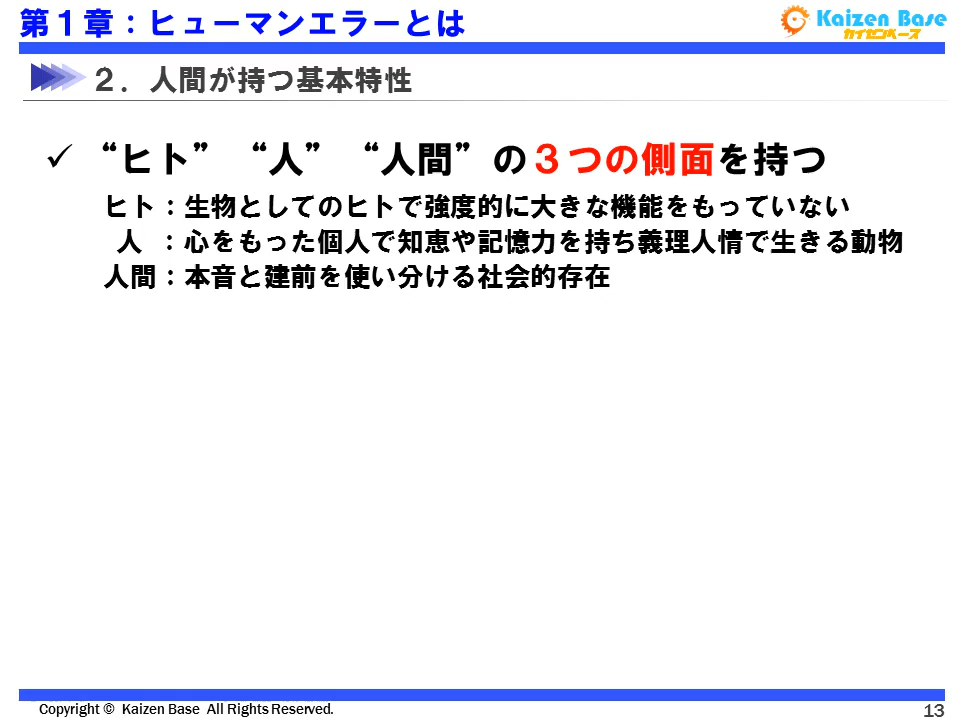 第１章：ヒューマンエラーとは
Kaizen Base
カイゼンベース
２．人間が持つ基本特性
✓ “ヒト” “人” “人間” の３つの側面を持つ
ヒト：生物としてのヒトで強度的に大きな機能をもっていない
人 ：心をもった個人で知恵や記憶力を持ち義理人情で生きる動物
人間：本音と建前を使い分ける社会的存在
Copyright © Kaizen Base All Rights Reserved.
13